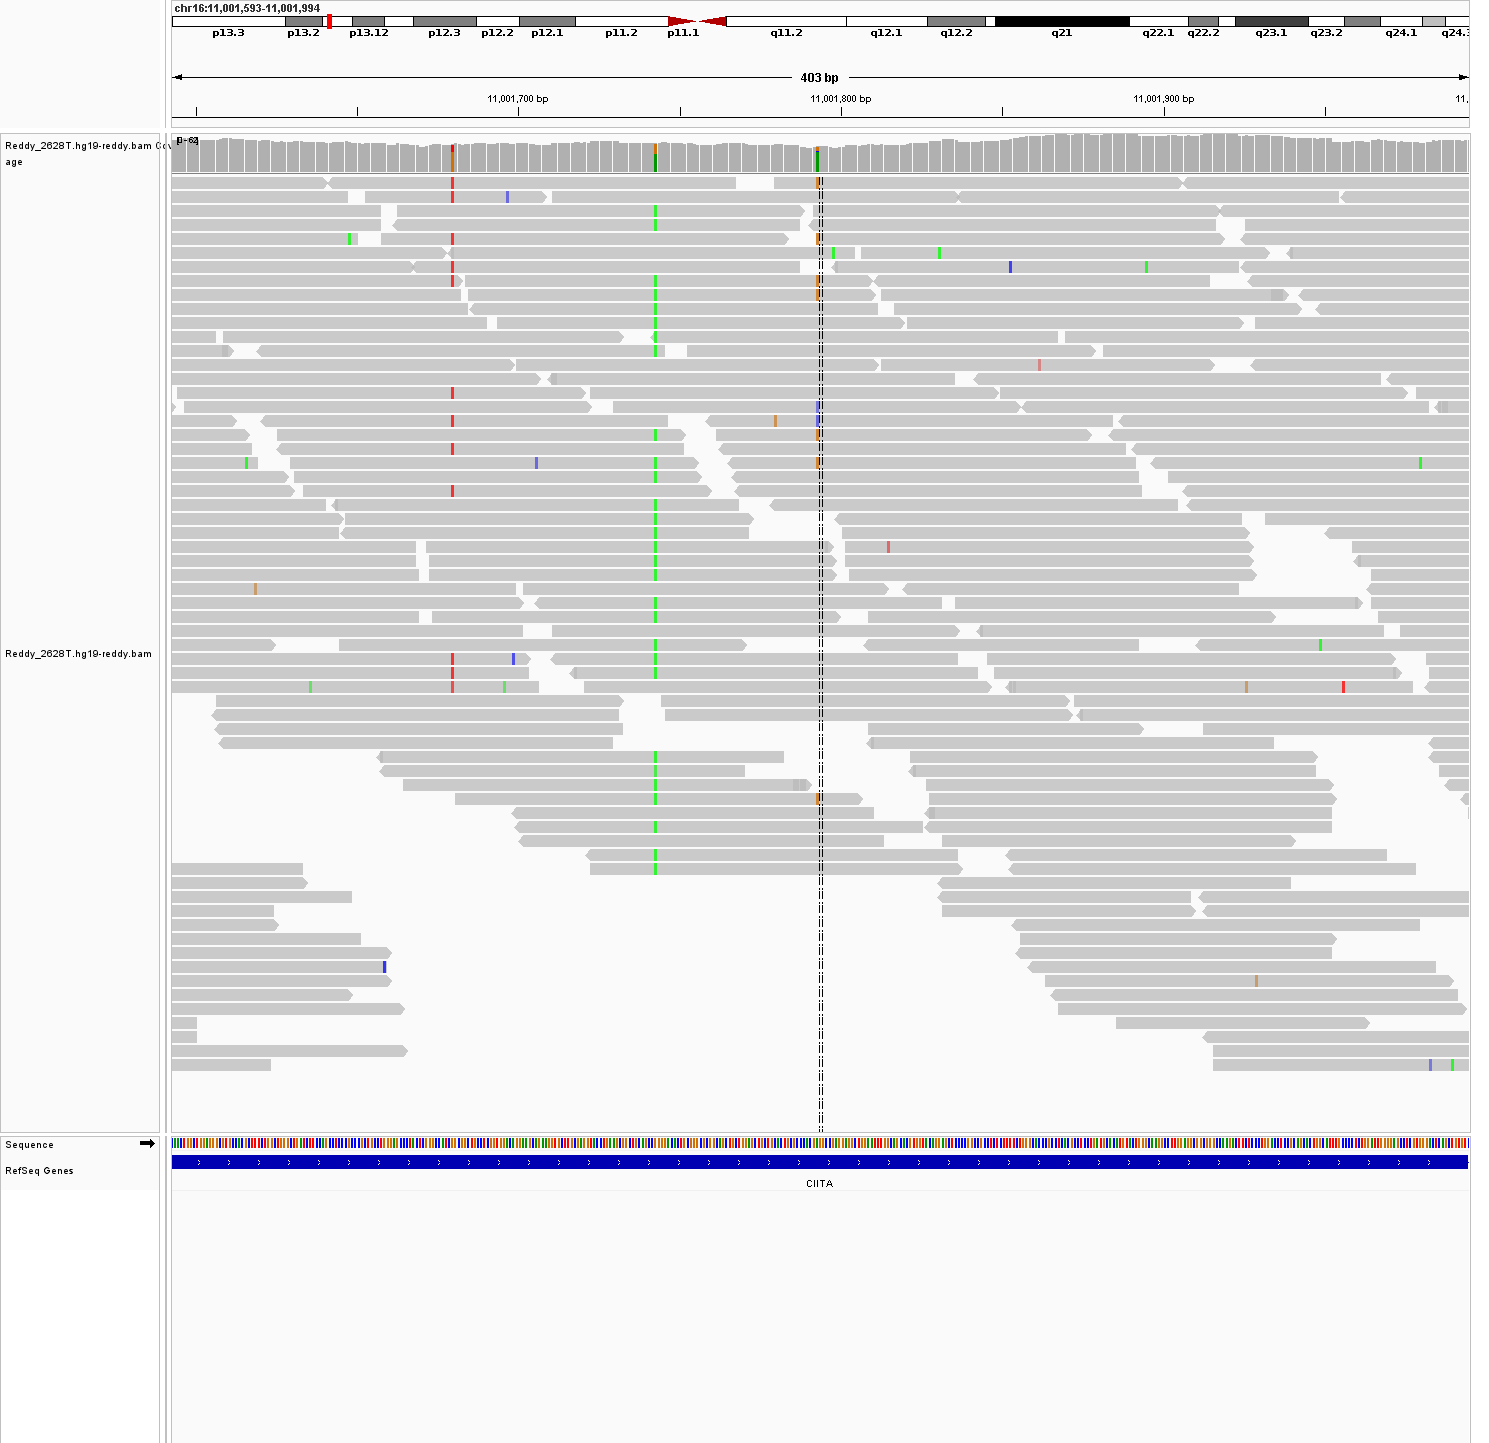 chr16:11,001,593-11,001,994
p13.3 p13.2 p13.12 p12.3 p12.2 p12.1 p11.2 p11.1 q11.2 q12.1 q12.2 q21 q22.1 q22.2 q23.1 q23.2 q24.1 q24.3
403 bp
11,001,700 bp 11,001,800 bp 11,001,900 bp 11,
[0-62]
Reddy_2628T.hg19-reddy.bam Cov
age
Reddy_2628T.hg19-reddy.bam
Sequence
RefSeq Genes
CIITA